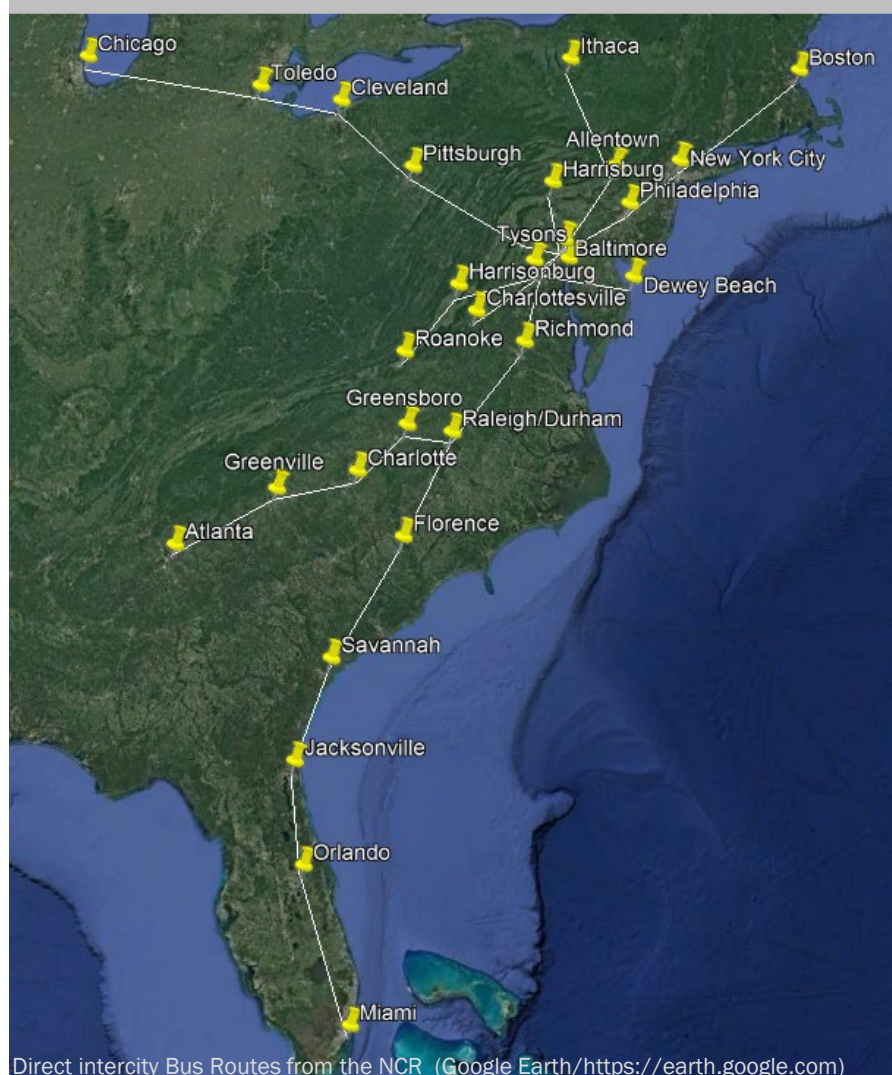 Chicago
Ithaca
Boston
Toledo
Cleveland
Allentown
Pittsburgh
New York City
Harrisburg
Philadelphia
Tysons
Baltimore
Harrisonburg
Dewey Beach
Charlottesville
Richmond
Roanoke
Greensboro
Raleigh/Durham
Charlotte
Greenville
Florence
Atlanta
Savannah
Jacksonville
Orlando
Miami
Direct intercity Bus Routes from the NCR (Google Earth/https://earth.google.com)